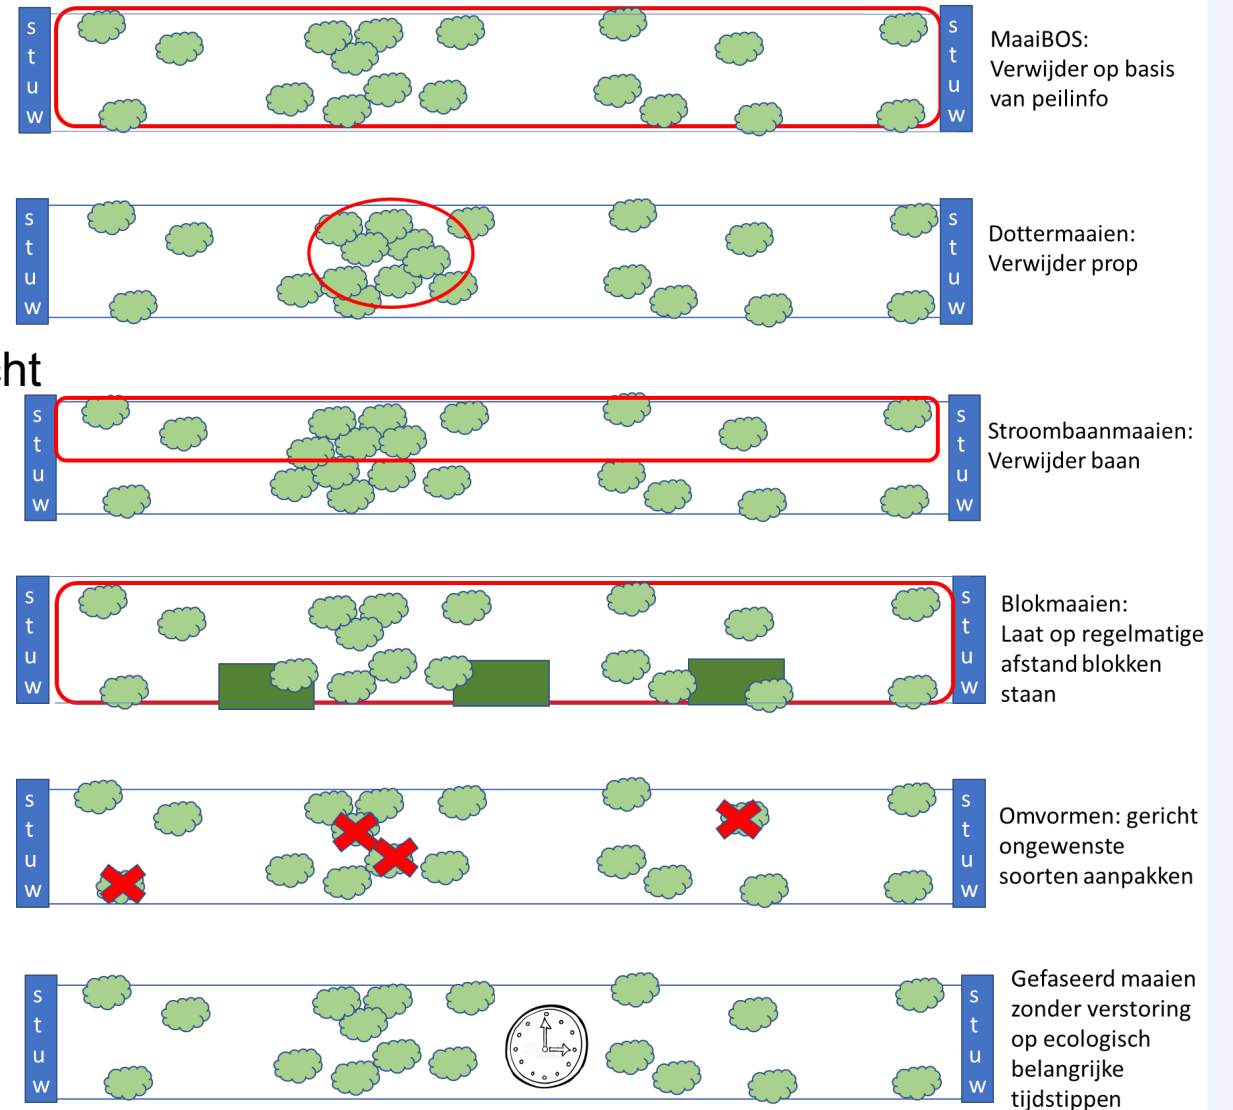 s
t
u
w
s
t
u
w
MaaiBOS:
Verwijder op basis
van peilinfo
s
t
u
w
s
t
u
w
Dottermaaien:
Verwijder prop
cht
s
t
u
w
s
t
u
w
Stroombaanmaaien:
Verwijder baan
s
t
u
w
s
t
u
w
Blokmaaien:
Laat op regelmatige
afstand blokken
staan
s
t
u
w
s
t
u
w
Omvormen: gericht
ongewenste
soorten aanpakken
s
t
u
w
s
t
u
w
Gefaseerd maaien
zonder verstoring
op ecologisch
belangrijke
tijdstippen